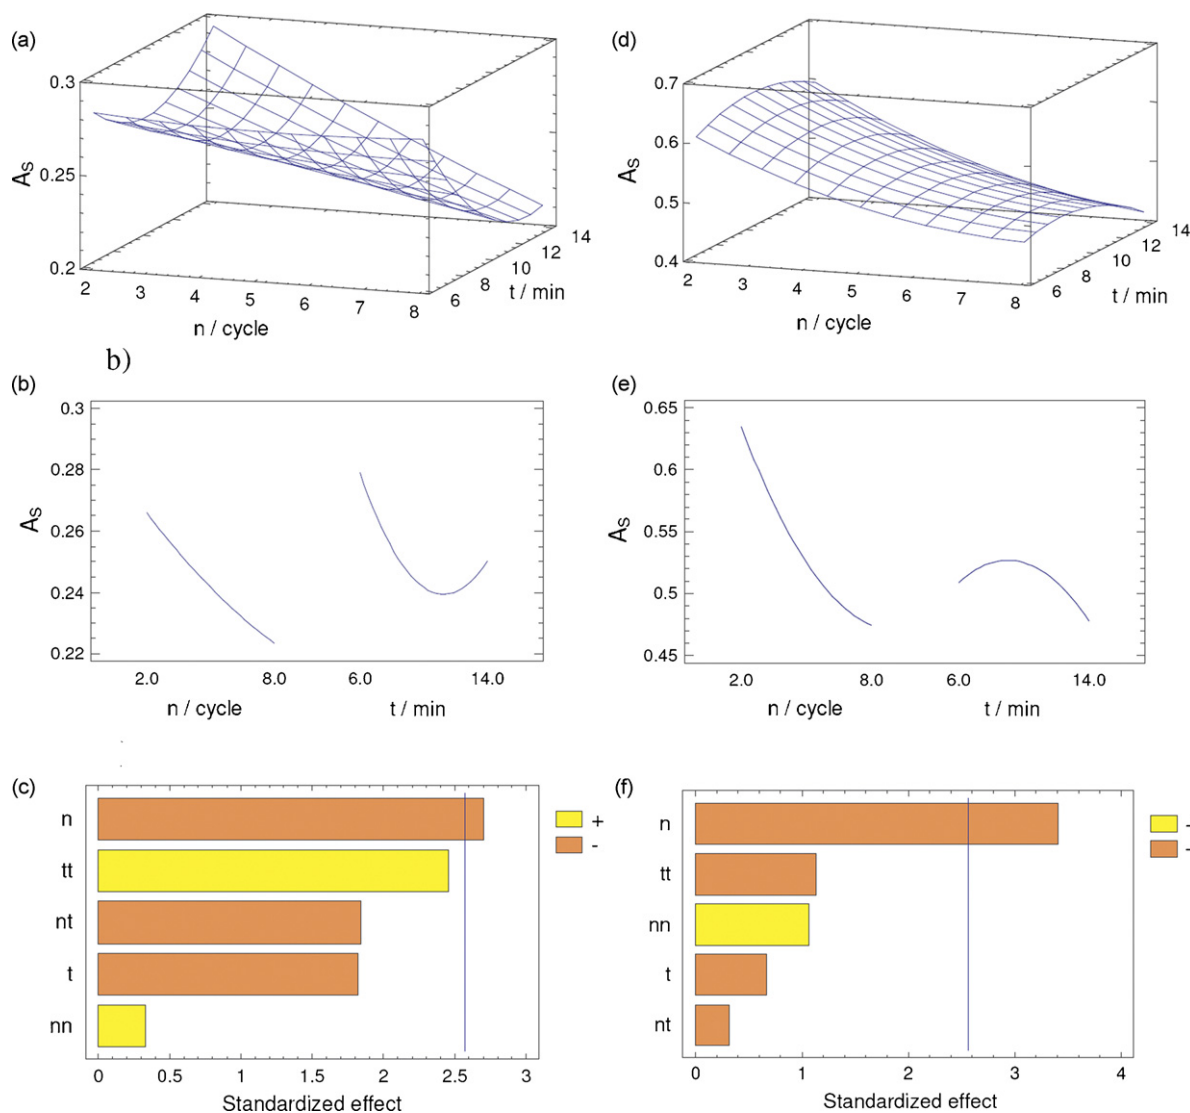 (a)
0.3
0.25
0.2
As
2 3 4 5 6 7 8
n / cycle
6 8 10 12 14
t / min
(d)
0.7
0.6
0.5
0.4
As
2 3 4 5 6 7 8
n / cycle
6 8 10 12 14
t / min
b)
(b)
0.3
0.28
0.26
0.24
0.22
As
2.0 8.0 6.0 14.0
n / cycle t / min
(e)
0.65
0.6
0.55
0.5
0.45
As
2.0 8.0 6.0 14.0
n / cycle t / min
(c)
n
tt
nt
t
nn
+
-
0 0.5 1 1.5 2 2.5 3
Standardized effect
(f)
n
tt
nn
t
nt
0 1 2 3 4
Standardized effect